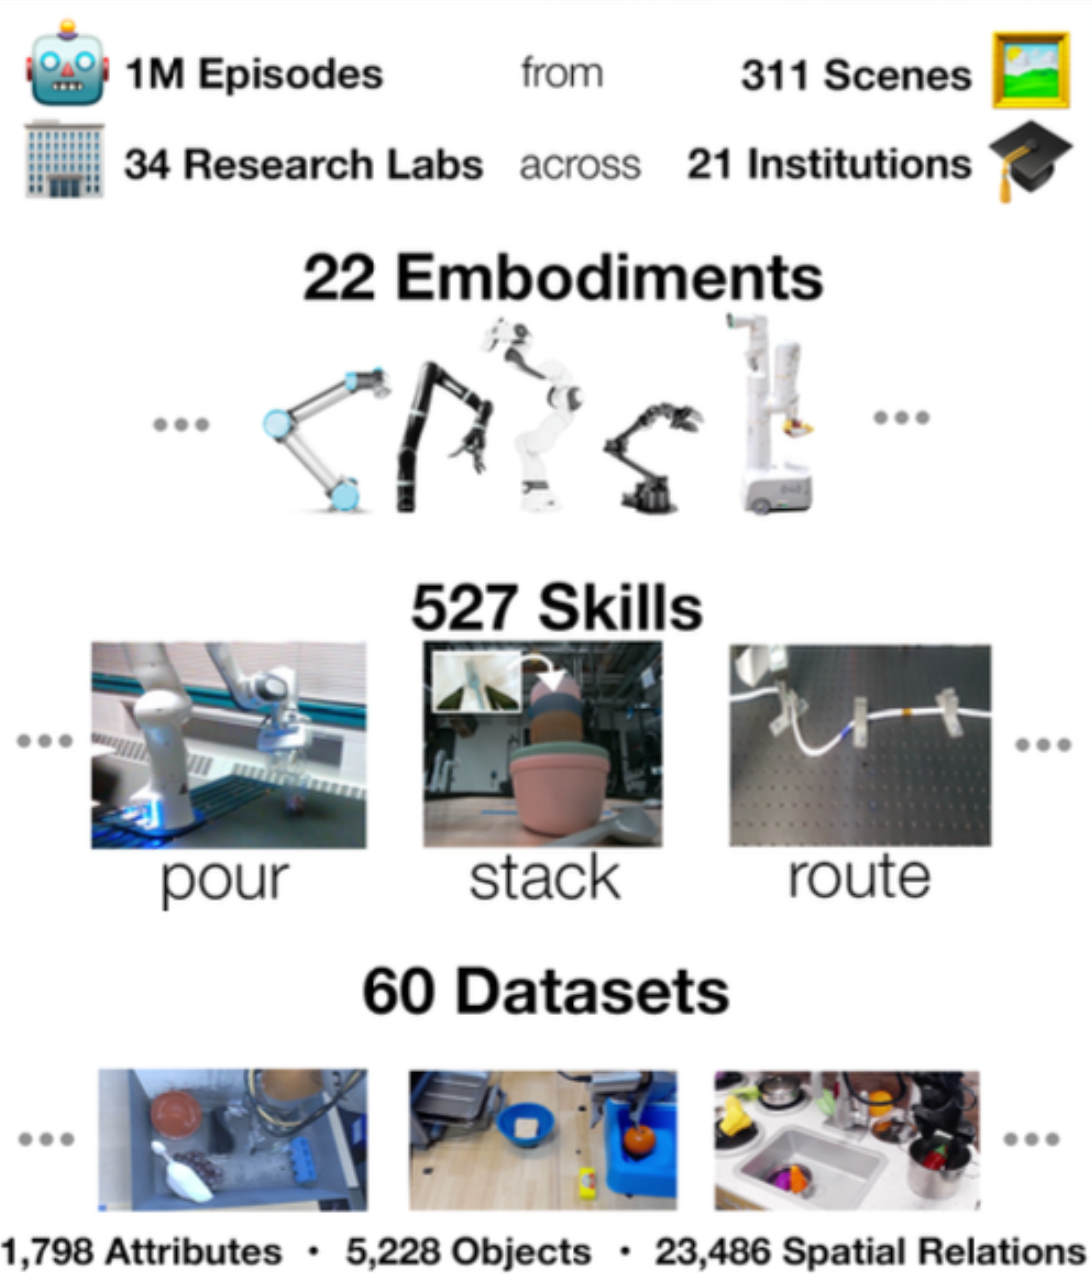 1M Episodes from 311 Scenes
34 Research Labs across 21 Institutions
22 Embodiments
... ...
527 Skills
... ...
pour stack route
60 Datasets
... ...
1,798 Attributes • 5,228 Objects • 23,486 Spatial Relations